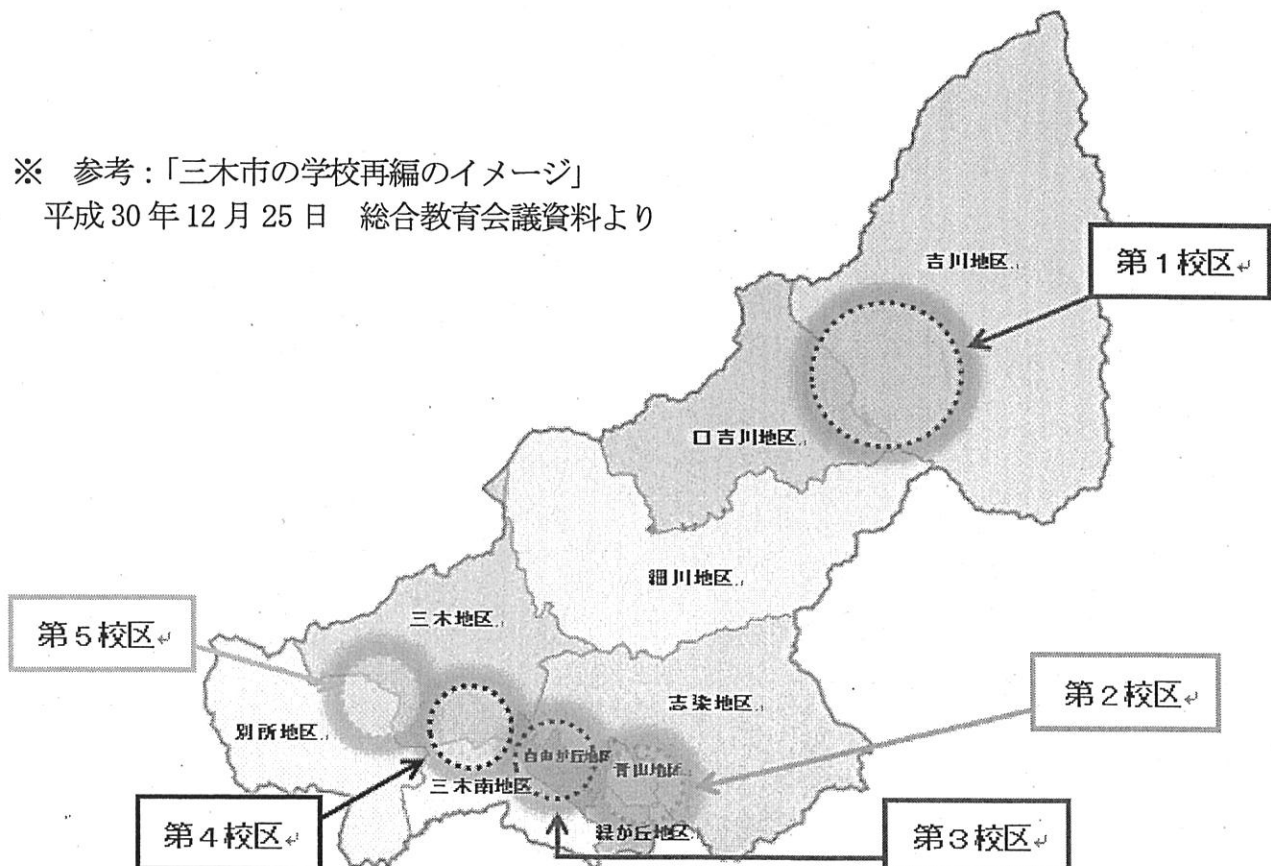 ※ 参考：「三木市の学校再編のイメージ」
平成30年12月25日 総合教育会議資料より
吉川地区
第1校区
口吉川地区
細川地区
三木地区
第5校区
志染地区
第2校区
別所地区
自由が丘地区
青山地区
三木南地区
緑が丘地区
第4校区
第3校区